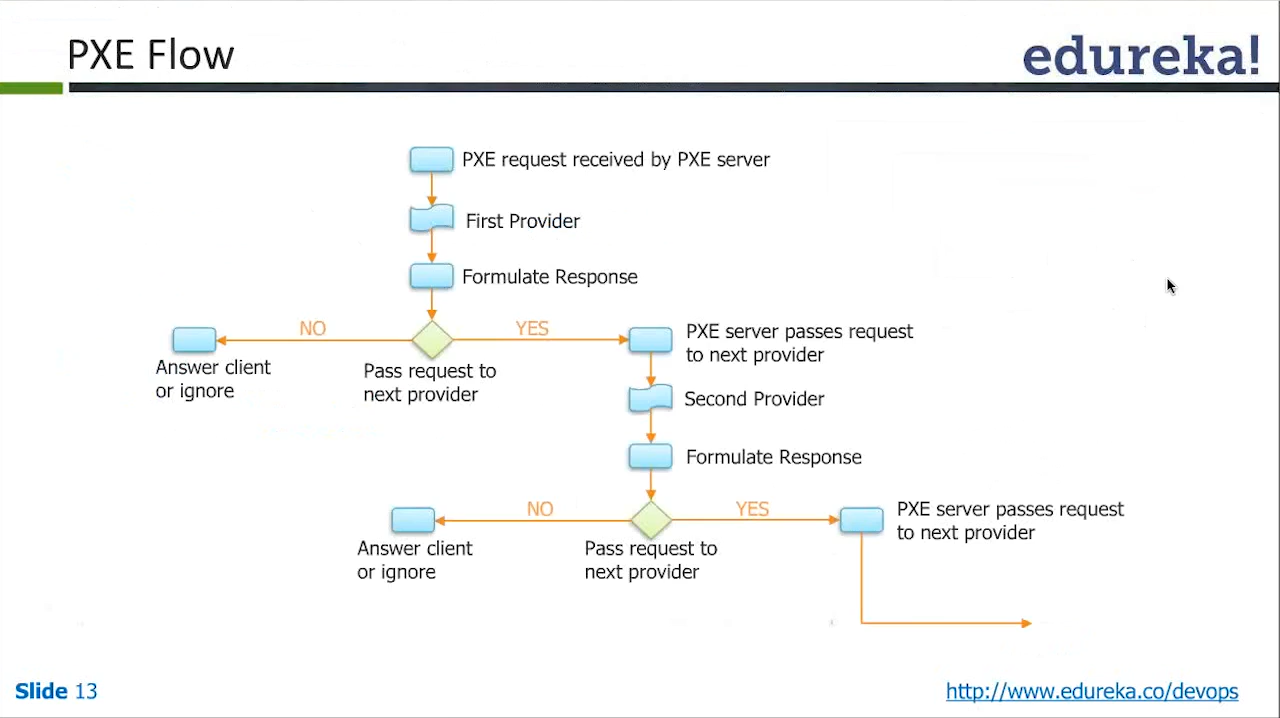 PXE Flow
edureka!
PXE request received by PXE server
First Provider
Formulate Response
NO
YES
PXE server passes request
to next provider
Answer client
or ignore
Pass request to
next provider
Second Provider
Formulate Response
NO
YES
PXE server passes request
to next provider
Answer client
or ignore
Pass request to
next provider
Slide 13
http://www.edureka.co/devops